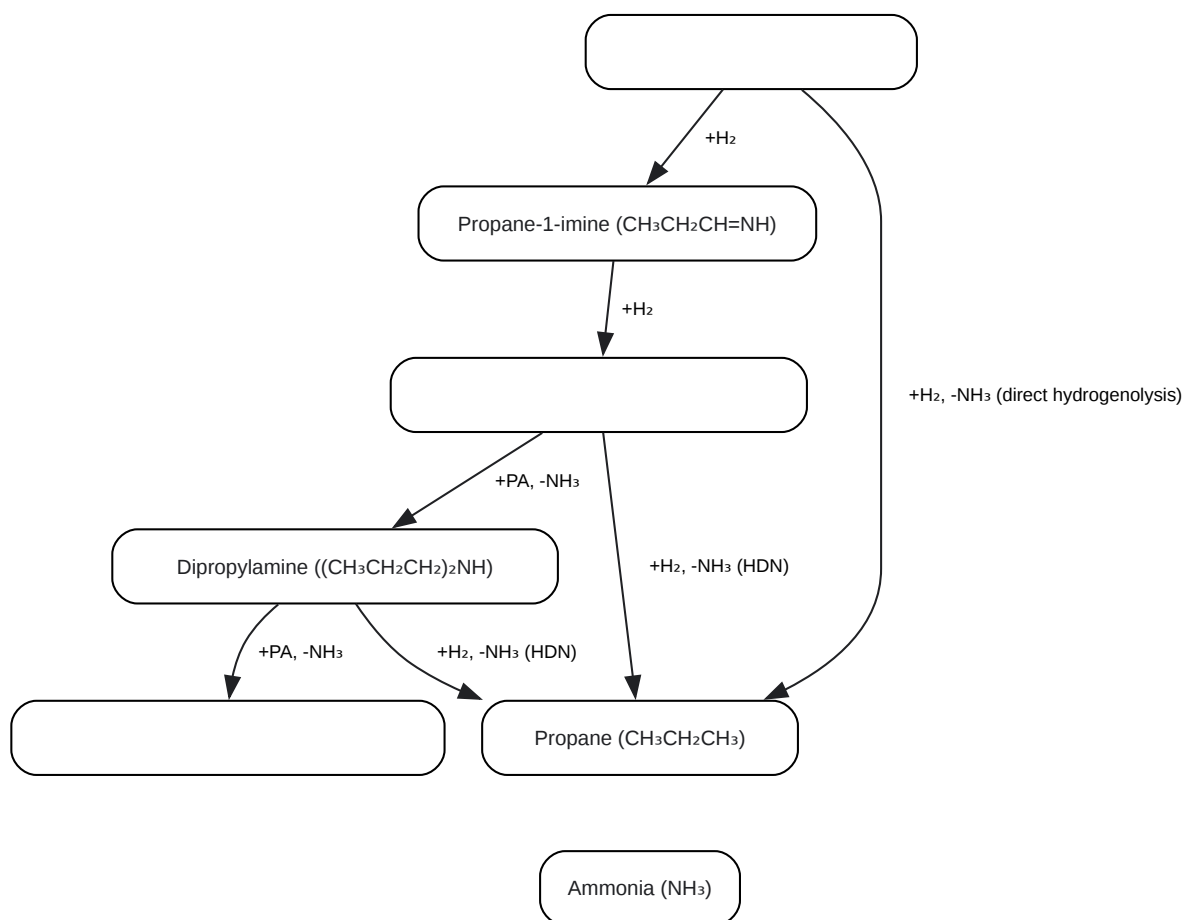 +H₂
Propane-1-imine (CH₃CH₂CH=NH)
+H₂
+H₂, -NH₃ (direct hydrogenolysis)
+PA, -NH₃
Dipropylamine ((CH₃CH₂CH₂)₂NH)
+H₂, -NH₃ (HDN)
+PA, -NH₃
+H₂, -NH₃ (HDN)
Propane (CH₃CH₂CH₃)
Ammonia (NH₃)